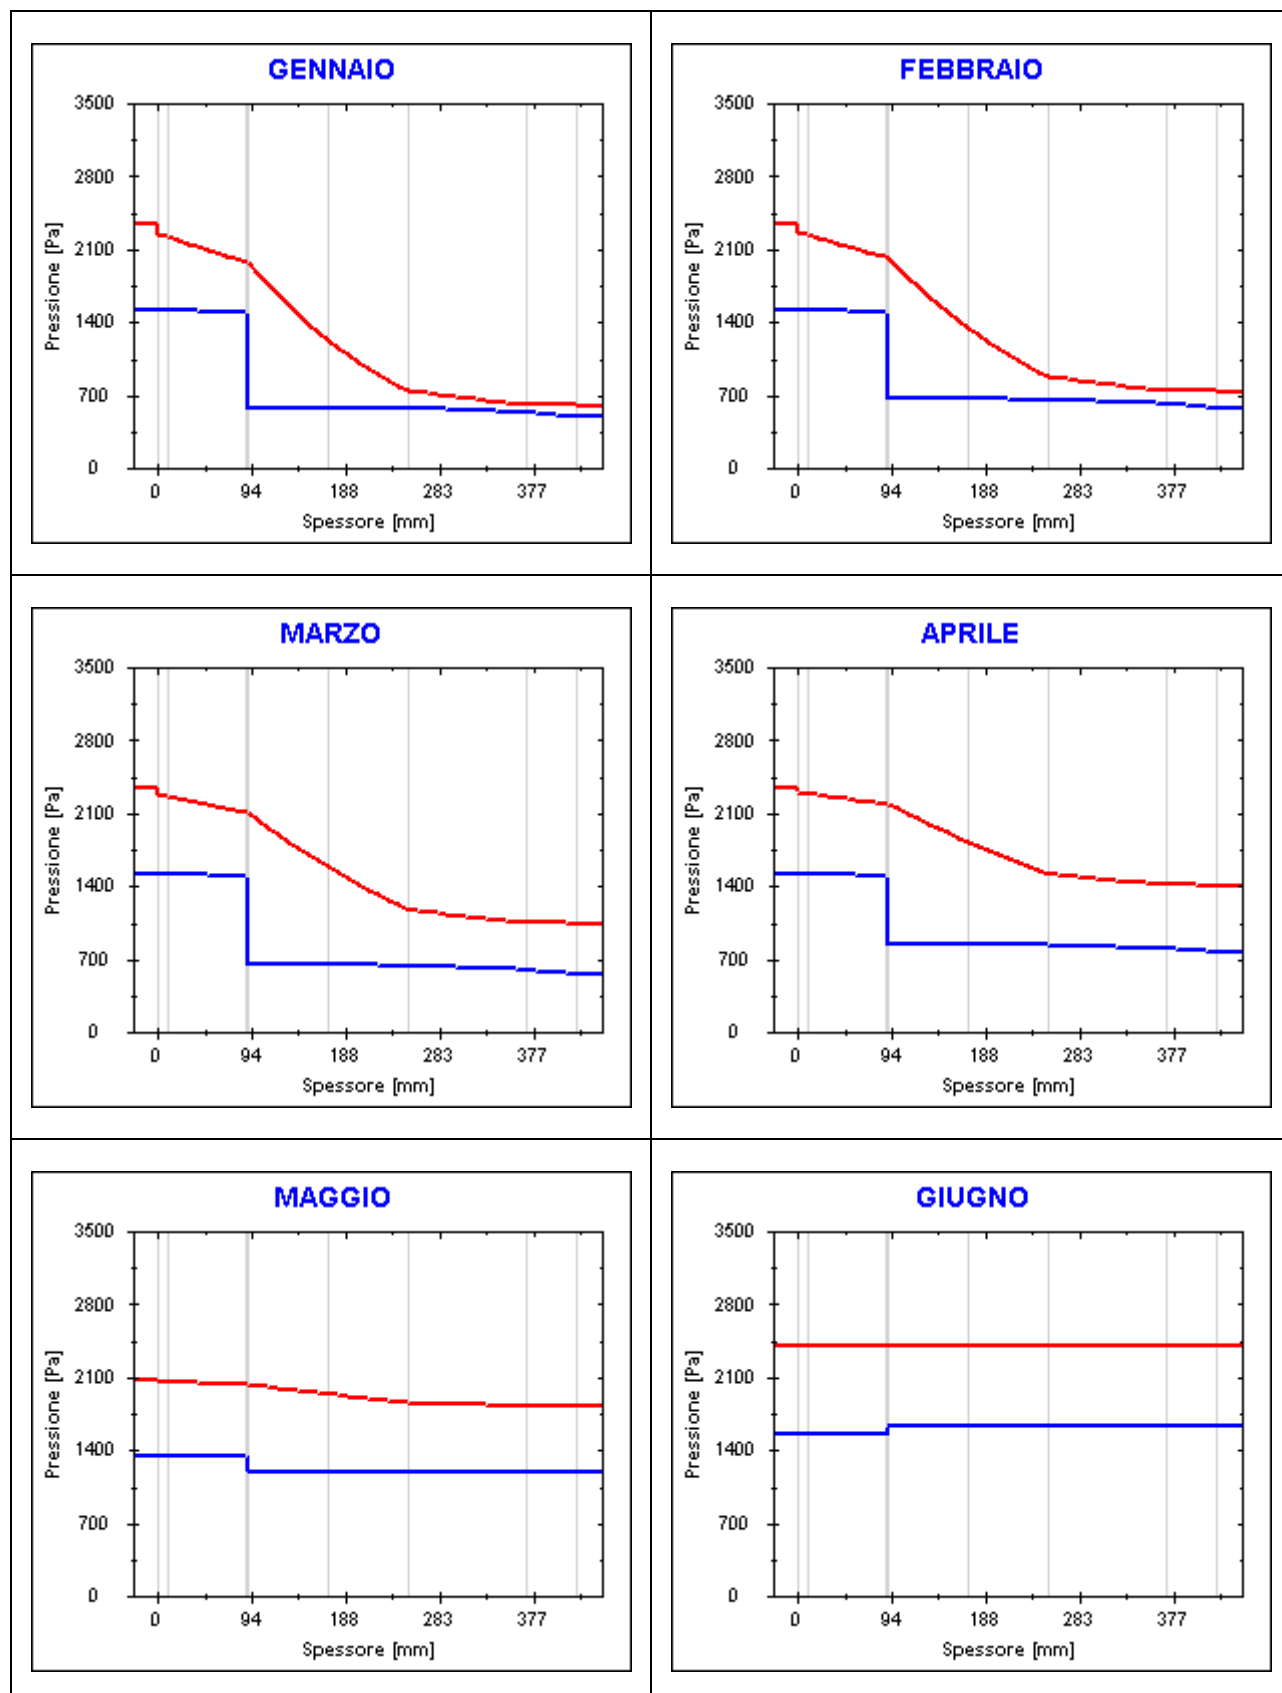 GENNAIO
3500
2800
2100
1400
700
0
Pressione [Pa]
0 94 188 283 377
Spessore [mm]
FEBBRAIO
3500
2800
2100
1400
700
0
Pressione [Pa]
0 94 188 283 377
Spessore [mm]
MARZO
3500
2800
2100
1400
700
0
Pressione [Pa]
0 94 188 283 377
Spessore [mm]
APRILE
3500
2800
2100
1400
700
0
Pressione [Pa]
0 94 188 283 377
Spessore [mm]
MAGGIO
3500
2800
2100
1400
700
0
Pressione [Pa]
0 94 188 283 377
Spessore [mm]
GIUGNO
3500
2800
2100
1400
700
0
Pressione [Pa]
0 94 188 283 377
Spessore [mm]